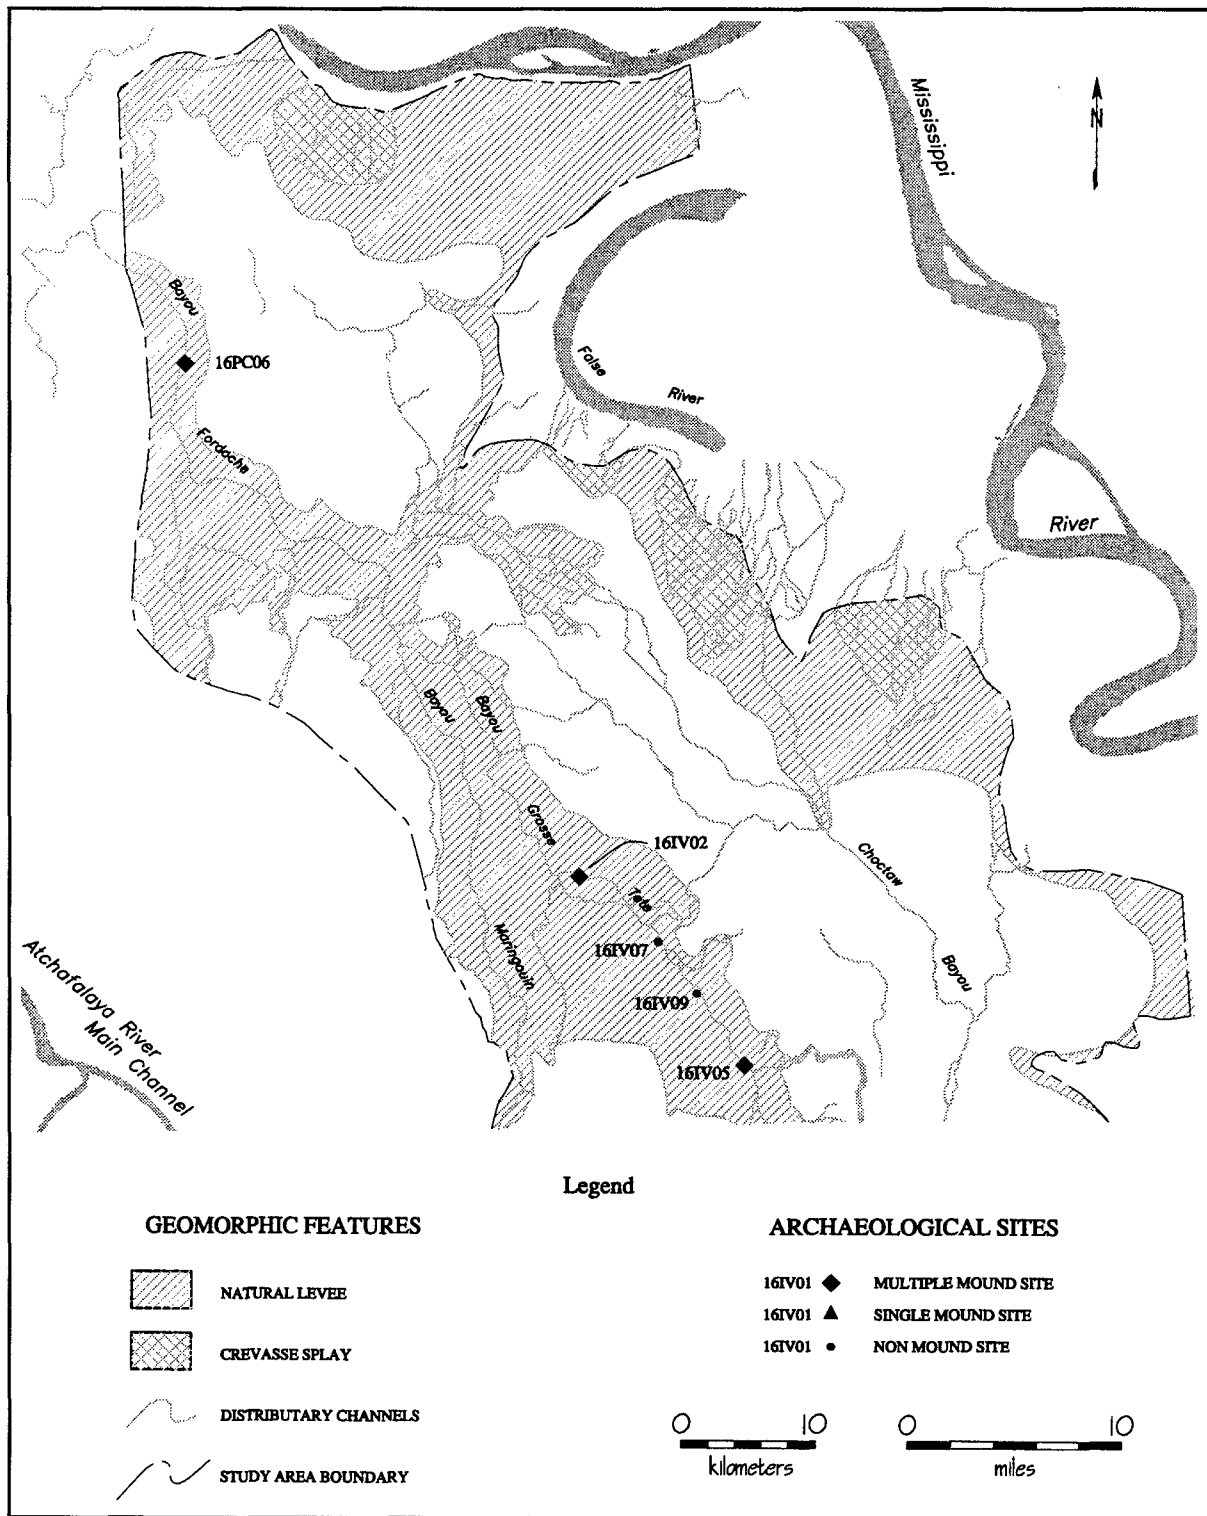 Mississippi
N
Bayou
16PC06
False
River
Fordoche
River
Bayou
Bayou
Grosse
16IV02
Choctaw
Tete
Maringouin
16IV07
Bayou
16IV09
Atchafalaya River
Main Channel
16IV05
Legend
GEOMORPHIC FEATURES
NATURAL LEVEE
CREVASSE SPLAY
DISTRIBUTARY CHANNELS
STUDY AREA BOUNDARY
ARCHAEOLOGICAL SITES
16IV01 MULTIPLE MOUND SITE
16IV01 SINGLE MOUND SITE
16IV01 NON MOUND SITE
0 10
kilometers
0 10
miles